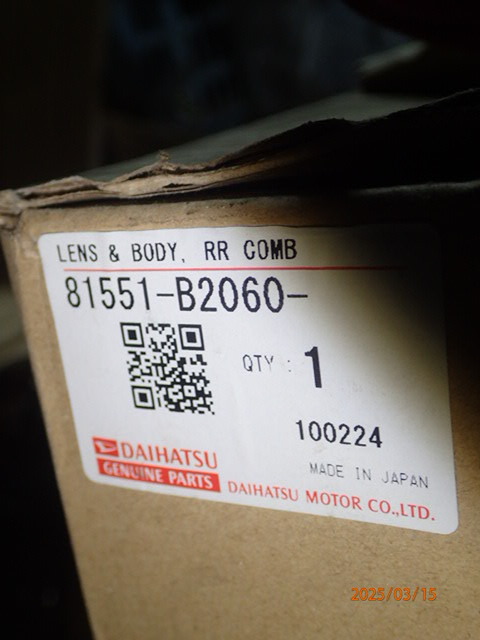 LENS & BODY, RR COMB
81551-B2060-
QTY : 1
100224
DAIHATSU
GENUINE PARTS
MADE IN JAPAN
DAIHATSU MOTOR CO.,LTD.
2025/03/15